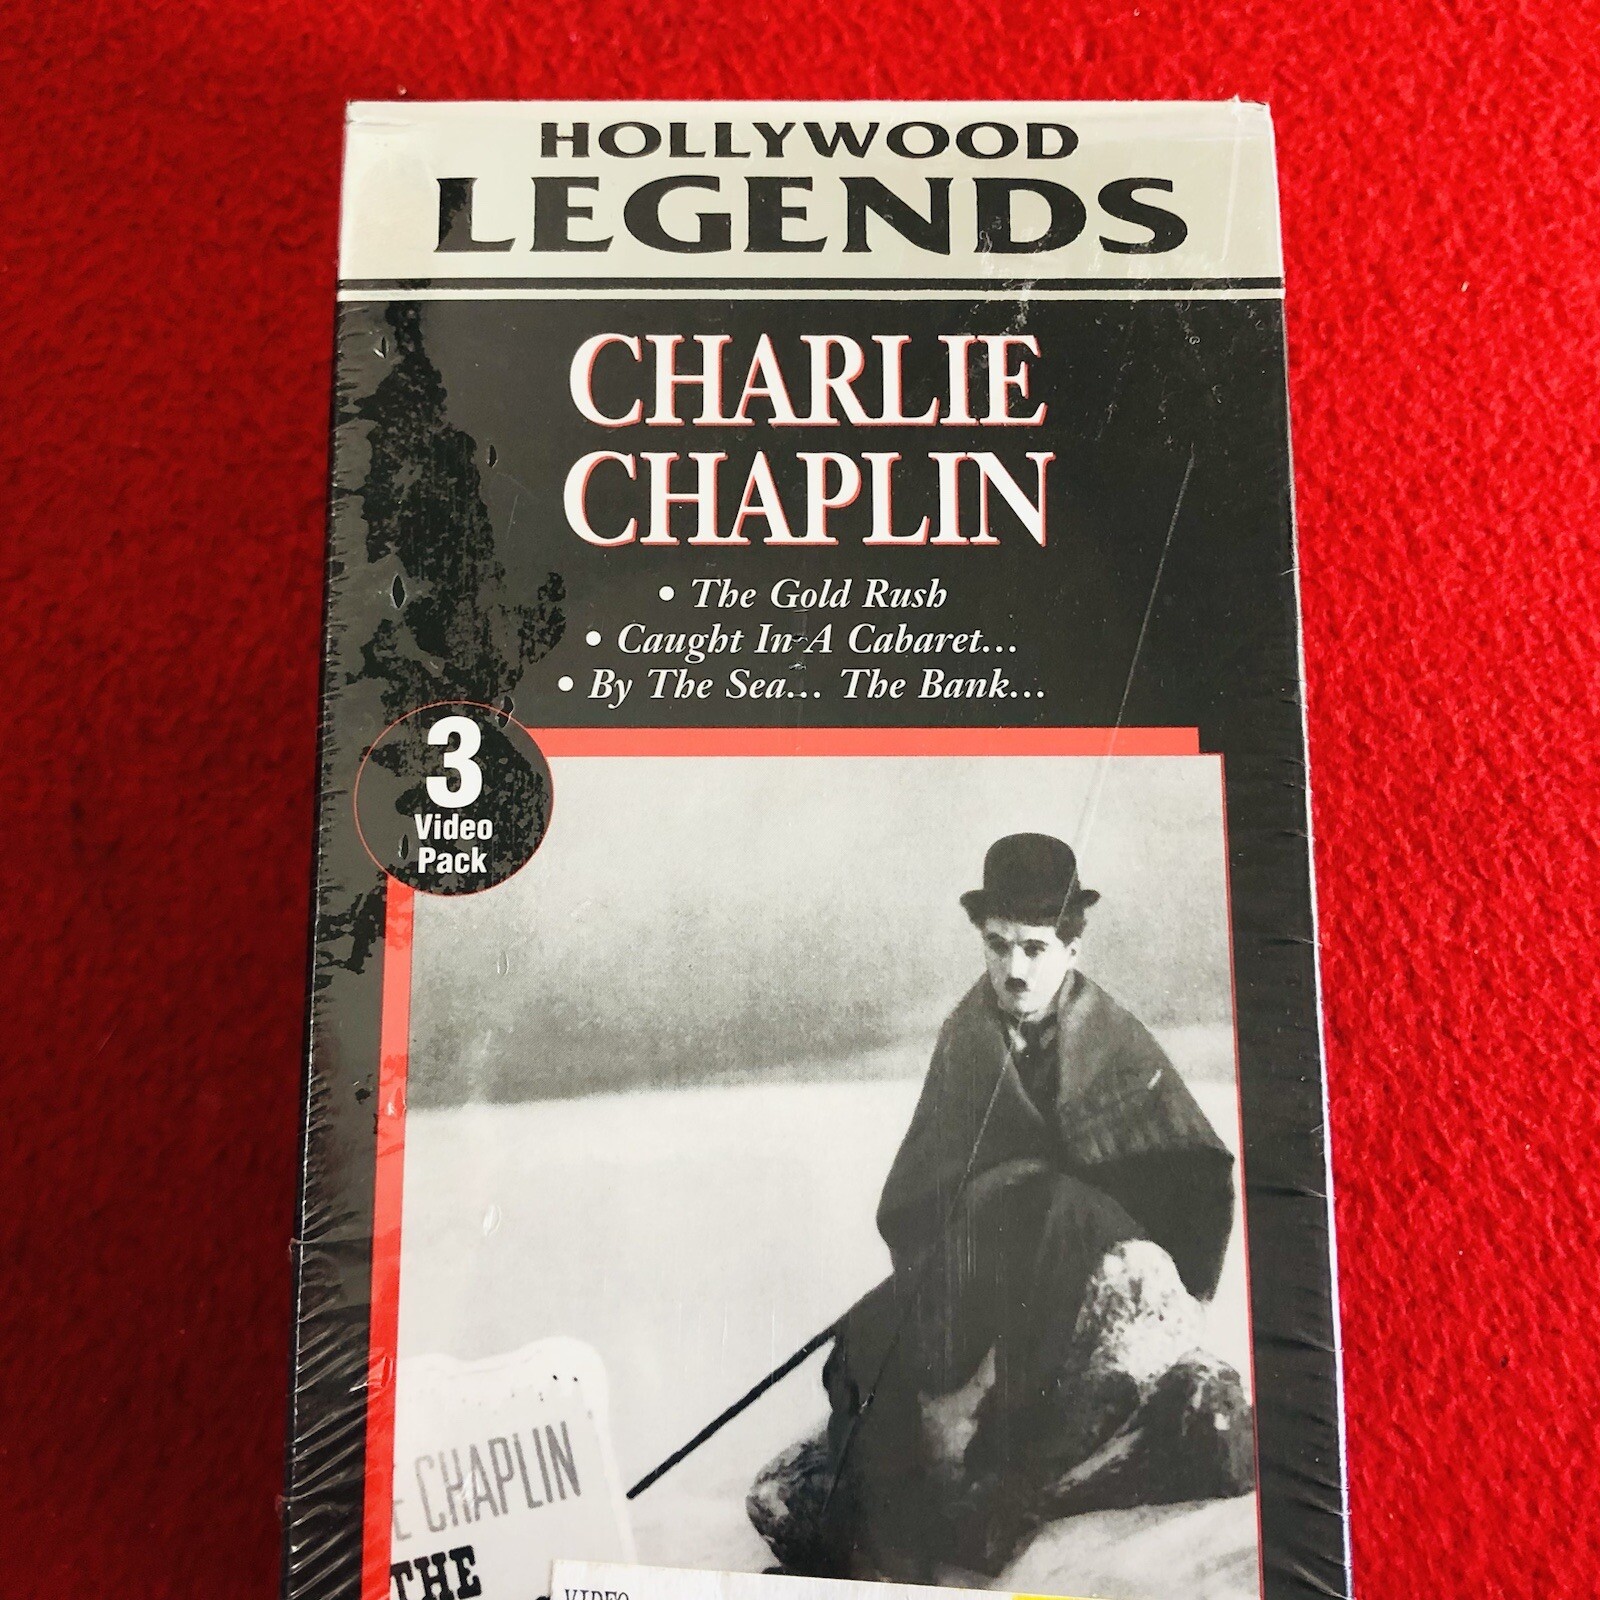 HOLLYWOOD
LEGENDS
CHARLIE
CHAPLIN
• The Gold Rush
• Caught In A Cabaret...
• By The Sea... The Bank...
3
Video
Pack
E CHAPLIN
THE
VIDEO